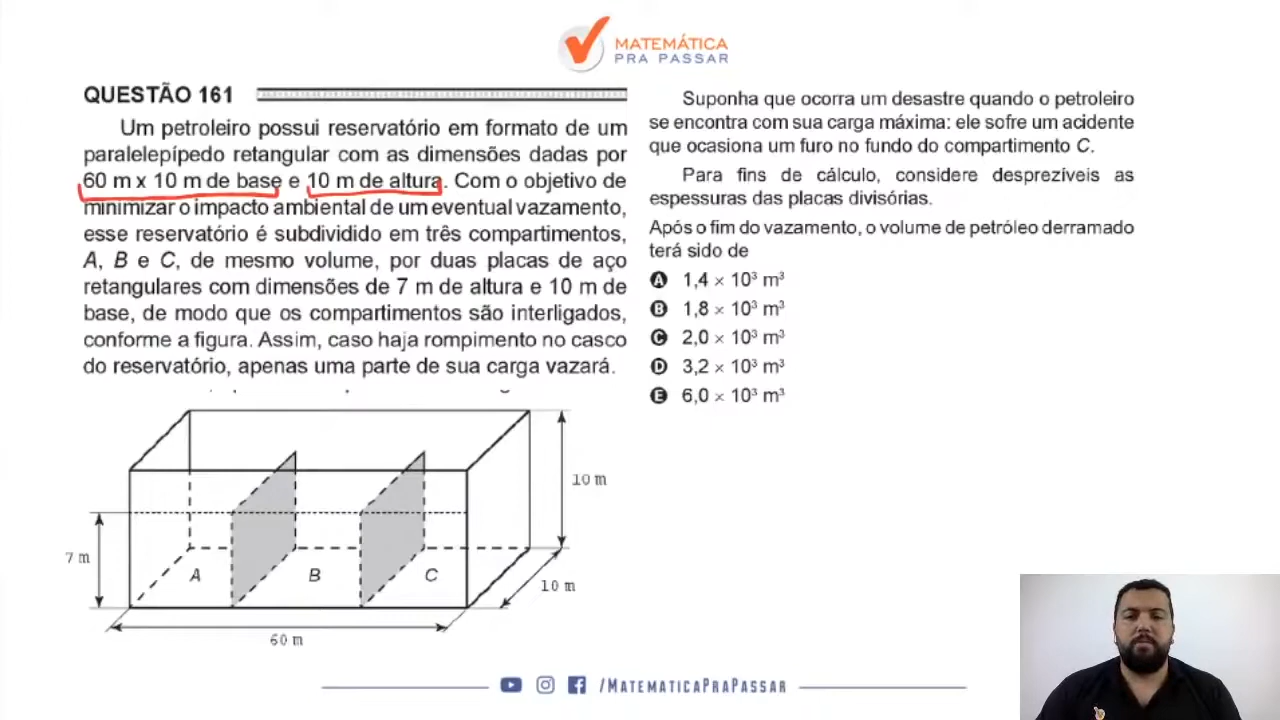 MATEMÁTICA
PRA PASSAR
QUESTÃO 161
Um petroleiro possui reservatório em formato de um
paralelepípedo retangular com as dimensões dadas por
60 m x 10 m de base e 10 m de altura. Com o objetivo de
minimizar o impacto ambiental de um eventual vazamento,
esse reservatório é subdividido em três compartimentos,
A, B e C, de mesmo volume, por duas placas de aço
retangulares com dimensões de 7 m de altura e 10 m de
base, de modo que os compartimentos são interligados,
conforme a figura. Assim, caso haja rompimento no casco
do reservatório, apenas uma parte de sua carga vazará.
10 m
7 m
A
B
C
10 m
60 m
Suponha que ocorra um desastre quando o petroleiro
se encontra com sua carga máxima: ele sofre um acidente
que ocasiona um furo no fundo do compartimento C.
Para fins de cálculo, considere desprezíveis as
espessuras das placas divisórias.
Após o fim do vazamento, o volume de petróleo derramado
terá sido de
A 1,4 × 10³ m³
B 1,8 × 10³ m³
C 2,0 × 10³ m³
D 3,2 × 10³ m³
E 6,0 × 10³ m³
/MATEMATICAPRAPASSAR